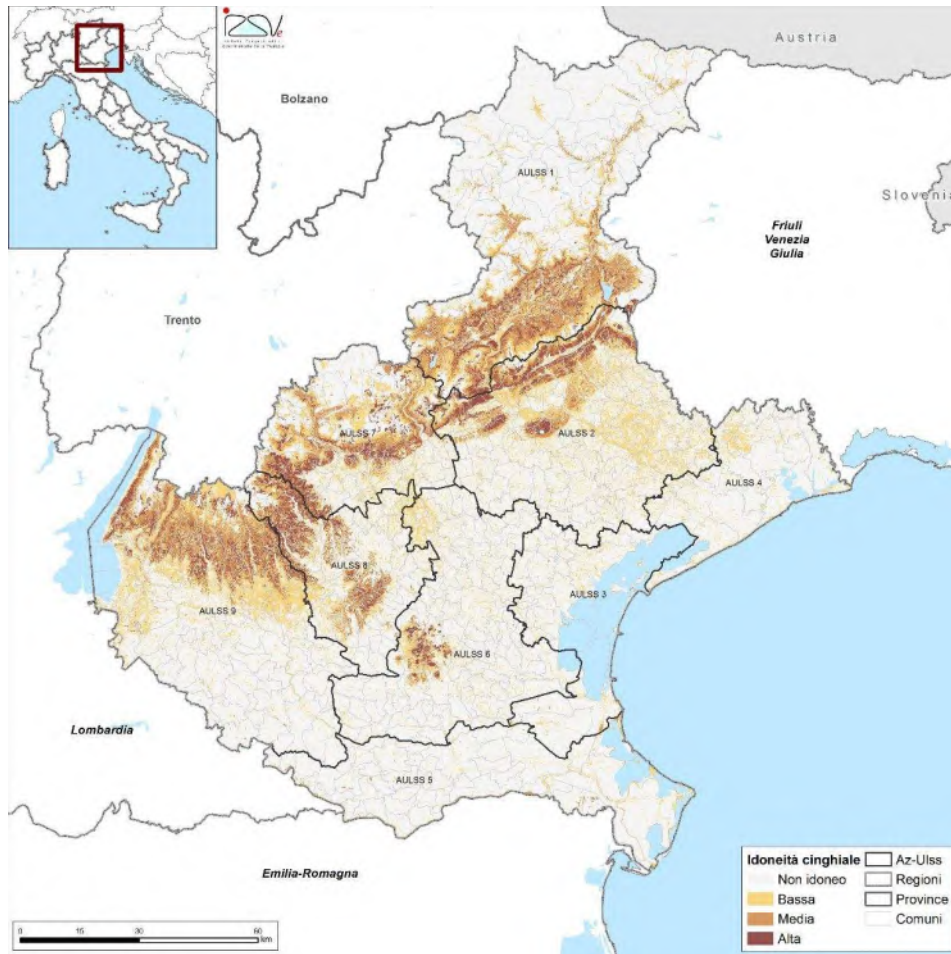 Austria
Bolzano
Slovenia
AULSS 1
Friuli
Venezia
Giulia
Trento
AULSS 7
AULSS 2
AULSS 4
AULSS 8
AULSS 3
AULSS 9
AULSS 6
Lombardia
AULSS 5
Emilia-Romagna
Idoneità cinghiale
Non idoneo
Bassa
Media
Alta
Az-Ulss
Regioni
Province
Comuni
0 15 30 60
km